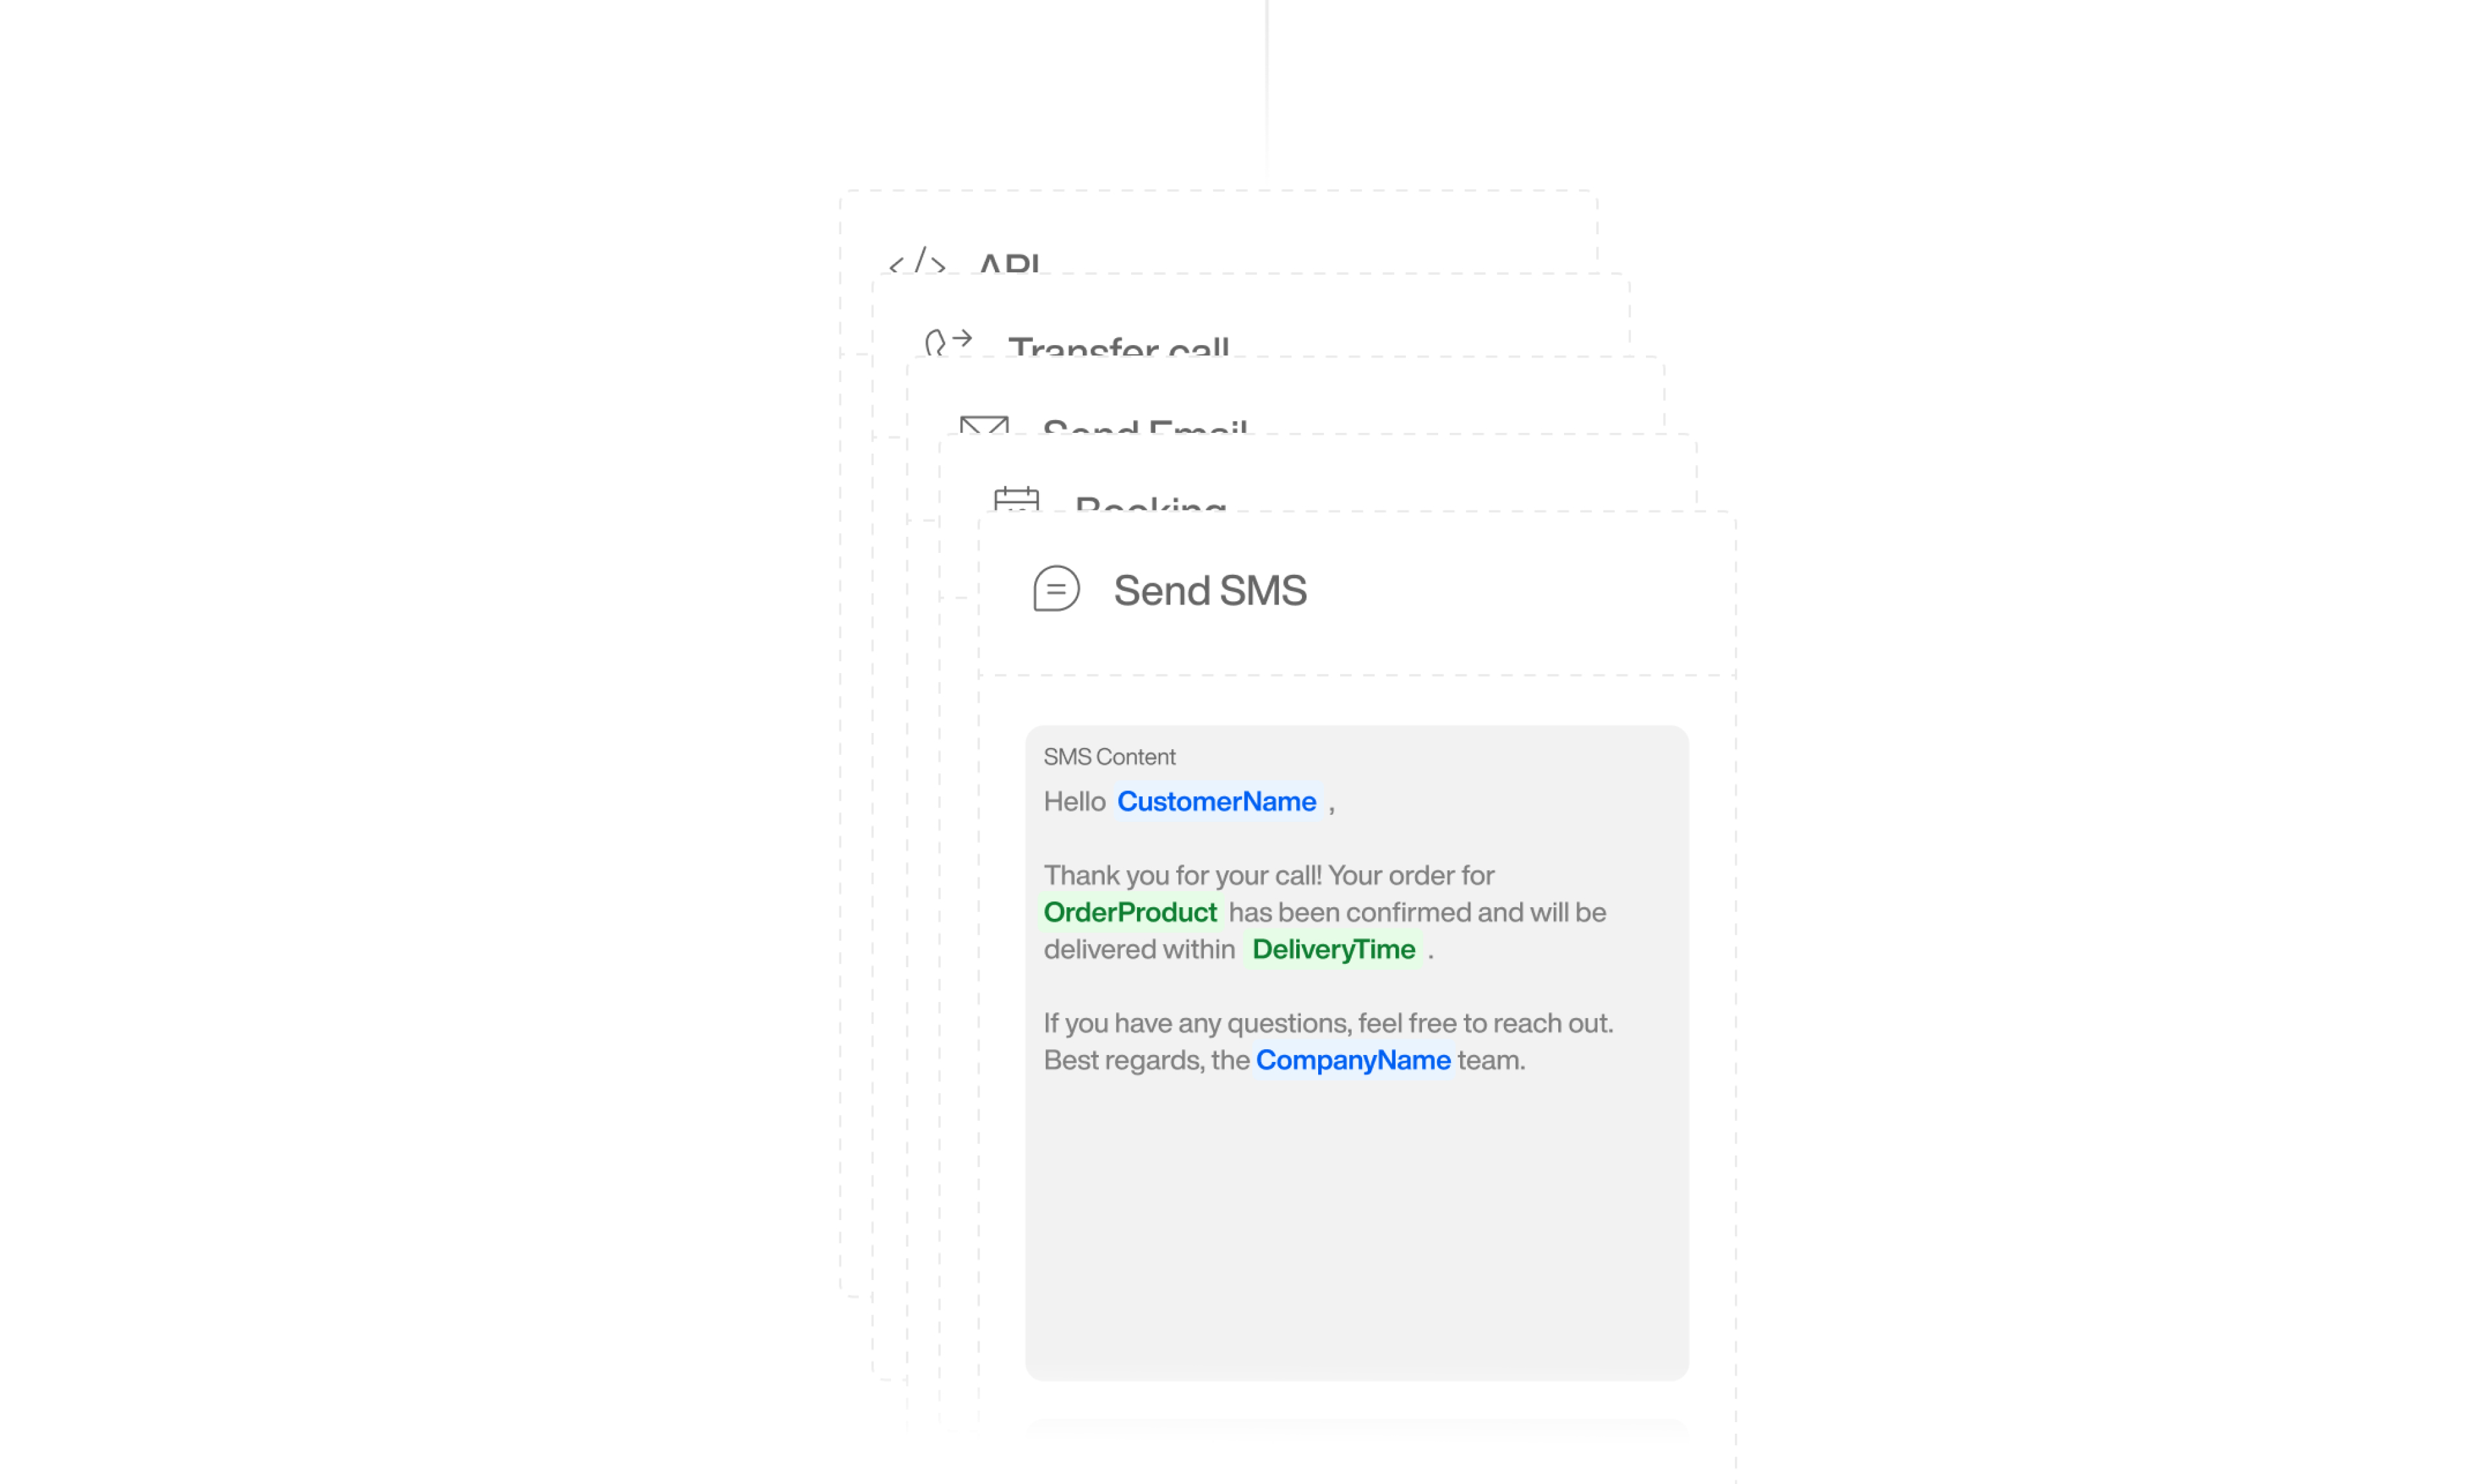 API
Transfer call
Send Email
Booking
Send SMS
SMS Content
Hello CustomerName ,
Thank you for your call! Your order for
OrderProduct has been confirmed and will be
delivered within DeliveryTime .
If you have any questions, feel free to reach out.
Best regards, the CompanyName team.